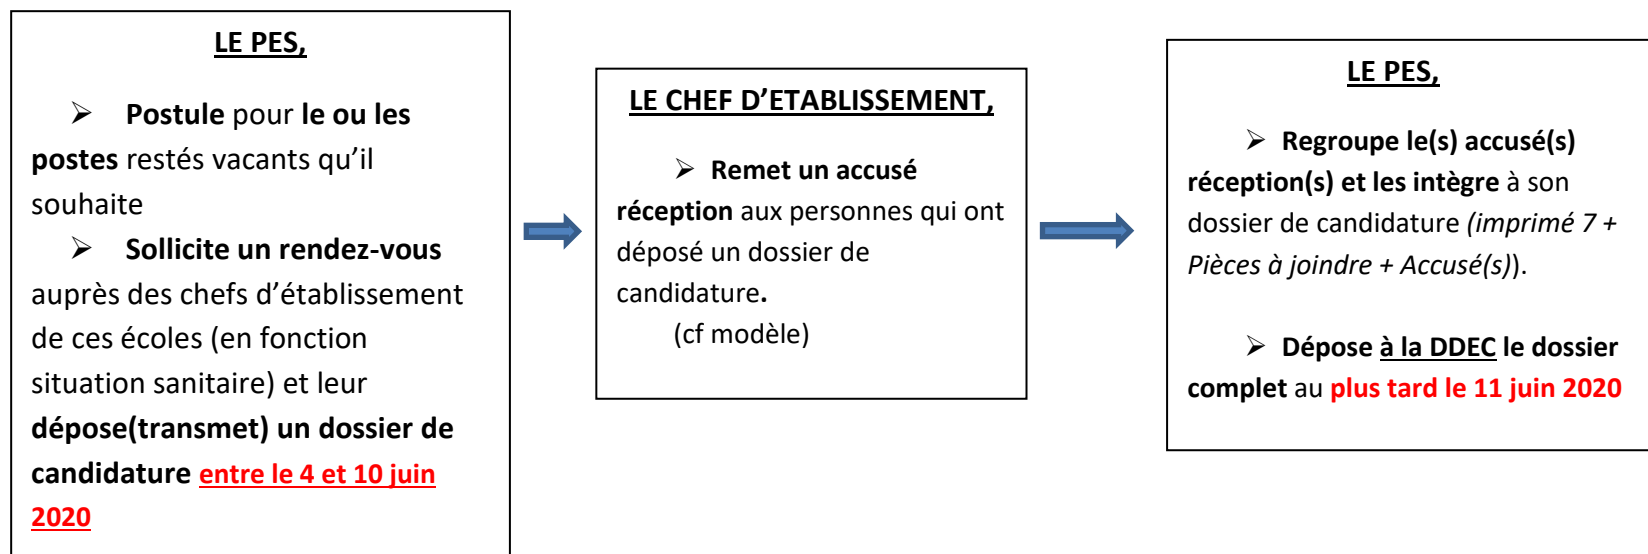 LE PES,
➢ Postule pour le ou les
postes restés vacants qu’il
souhaite
➢ Sollicite un rendez-vous
auprès des chefs d’établissement
de ces écoles (en fonction
situation sanitaire) et leur
dépose(transmet) un dossier de
candidature entre le 4 et 10 juin
2020
LE CHEF D’ETABLISSEMENT,
➢ Remet un accusé
réception aux personnes qui ont
déposé un dossier de
candidature.
(cf modèle)
LE PES,
➢ Regroupe le(s) accusé(s)
réception(s) et les intègre à son
dossier de candidature (imprimé 7 +
Pièces à joindre + Accusé(s)).
➢ Dépose à la DDEC le dossier
complet au plus tard le 11 juin 2020